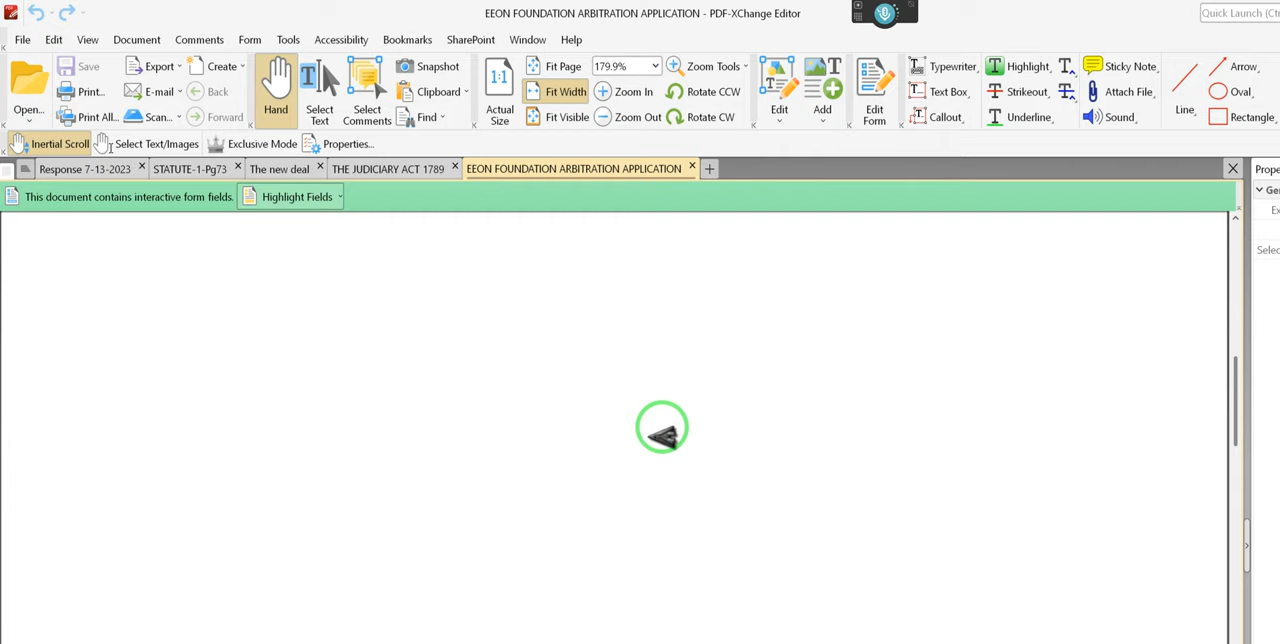 EEON FOUNDATION ARBITRATION APPLICATION - PDF-XChange Editor
Quick Launch (Ctr
File Edit View Document Comments Form Tools Accessibility Bookmarks SharePoint Window Help
Open...
Save
Print...
Print All...
Export
E-mail
Scan...
Create
Back
Forward
Hand
Select Text
Select Comments
Snapshot
Clipboard
Find
1:1
Actual Size
Fit Page
Fit Width
Fit Visible
179.9%
Zoom In
Zoom Out
Zoom Tools
Rotate CCW
Rotate CW
Edit
Add
Edit Form
Typewriter
Text Box
Callout
Highlight
Strikeout
Underline
Sticky Note
Attach File
Sound
Line
Arrow
Oval
Rectangle
Inertial Scroll Select Text/Images Exclusive Mode Properties...
Response 7-13-2023 STATUTE-1-Pg73 The new deal THE JUDICIARY ACT 1789 EEON FOUNDATION ARBITRATION APPLICATION
Prope
This document contains interactive form fields. Highlight Fields
Gen
Ex
Selec